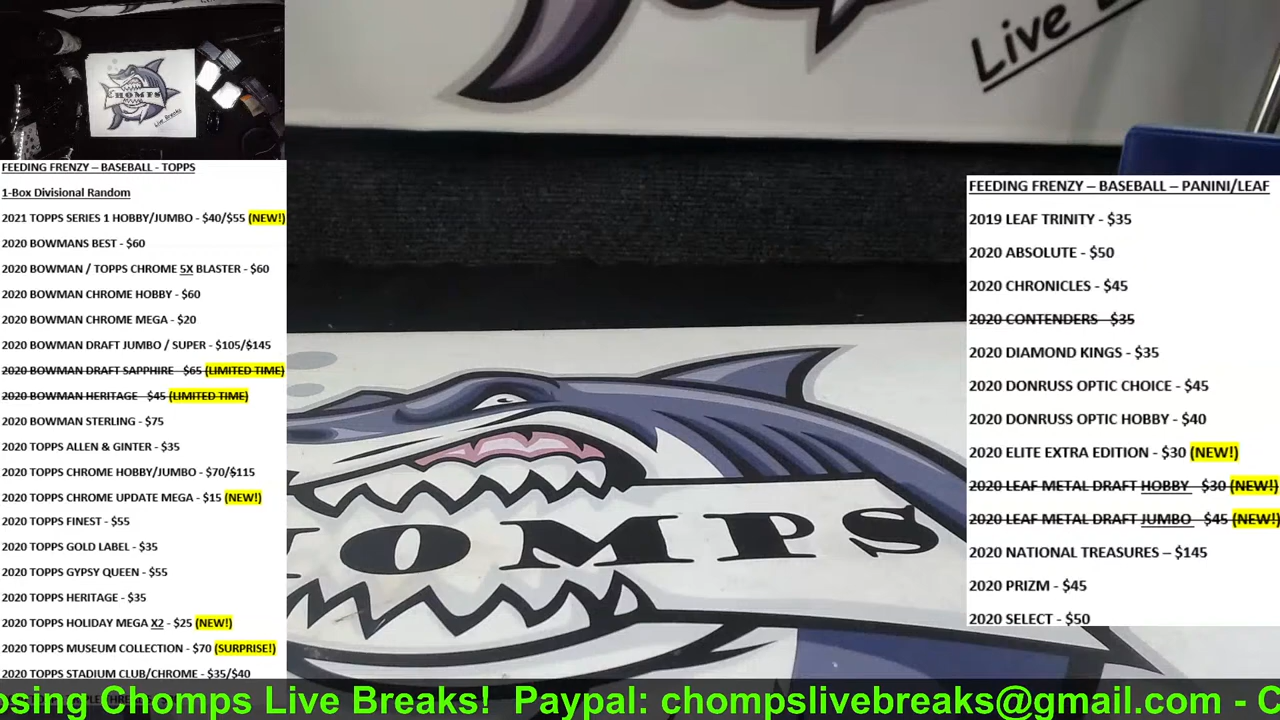 CHOMPS
Live Breaks
FEEDING FRENZY – BASEBALL - TOPPS
1-Box Divisional Random
2021 TOPPS SERIES 1 HOBBY/JUMBO - $40/$55 (NEW!)
2020 BOWMANS BEST - $60
2020 BOWMAN / TOPPS CHROME 5X BLASTER - $60
2020 BOWMAN CHROME HOBBY - $60
2020 BOWMAN CHROME MEGA - $20
2020 BOWMAN DRAFT JUMBO / SUPER - $105/$145
2020 BOWMAN DRAFT SAPPHIRE - $65 (LIMITED TIME)
2020 BOWMAN HERITAGE - $45 (LIMITED TIME)
2020 BOWMAN STERLING - $75
2020 TOPPS ALLEN & GINTER - $35
2020 TOPPS CHROME HOBBY/JUMBO - $70/$115
2020 TOPPS CHROME UPDATE MEGA - $15 (NEW!)
2020 TOPPS FINEST - $55
2020 TOPPS GOLD LABEL - $35
2020 TOPPS GYPSY QUEEN - $55
2020 TOPPS HERITAGE - $35
2020 TOPPS HOLIDAY MEGA X2 - $25 (NEW!)
2020 TOPPS MUSEUM COLLECTION - $70 (SURPRISE!)
2020 TOPPS STADIUM CLUB/CHROME - $35/$40
Live
HOMPS
FEEDING FRENZY – BASEBALL – PANINI/LEAF
2019 LEAF TRINITY - $35
2020 ABSOLUTE - $50
2020 CHRONICLES - $45
2020 CONTENDERS - $35
2020 DIAMOND KINGS - $35
2020 DONRUSS OPTIC CHOICE - $45
2020 DONRUSS OPTIC HOBBY - $40
2020 ELITE EXTRA EDITION - $30 (NEW!)
2020 LEAF METAL DRAFT HOBBY - $30 (NEW!)
2020 LEAF METAL DRAFT JUMBO - $45 (NEW!)
2020 NATIONAL TREASURES – $145
2020 PRIZM - $45
2020 SELECT - $50
osing Chomps Live Breaks! Paypal: chompslivebreaks@gmail.com - C